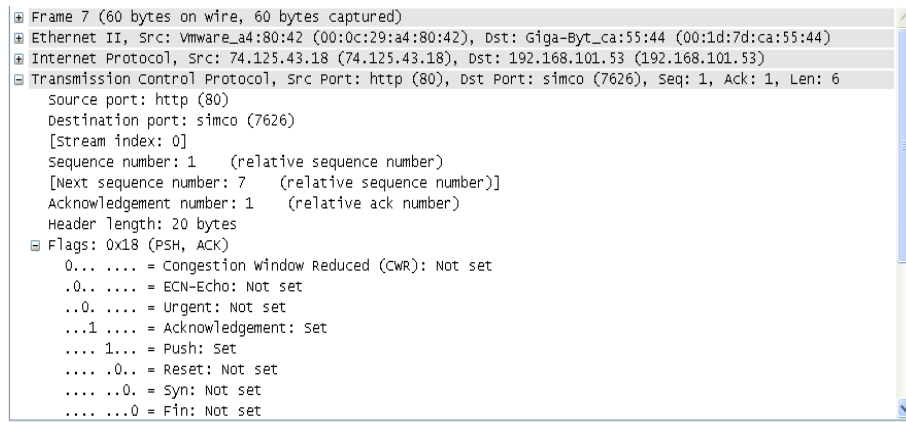 Frame 7 (60 bytes on wire, 60 bytes captured)
Ethernet II, Src: Vmware_a4:80:42 (00:0c:29:a4:80:42), Dst: Giga-Byt_ca:55:44 (00:1d:7d:ca:55:44)
Internet Protocol, Src: 74.125.43.18 (74.125.43.18), Dst: 192.168.101.53 (192.168.101.53)
Transmission Control Protocol, Src Port: http (80), Dst Port: simco (7626), Seq: 1, Ack: 1, Len: 6
Source port: http (80)
Destination port: simco (7626)
[Stream index: 0]
Sequence number: 1    (relative sequence number)
[Next sequence number: 7    (relative sequence number)]
Acknowledgement number: 1    (relative ack number)
Header length: 20 bytes
Flags: 0x18 (PSH, ACK)
0... .... = Congestion Window Reduced (CWR): Not set
.0.. .... = ECN-Echo: Not set
..0. .... = Urgent: Not set
...1 .... = Acknowledgement: Set
.... 1... = Push: Set
.... .0.. = Reset: Not set
.... ..0. = Syn: Not set
.... ...0 = Fin: Not set